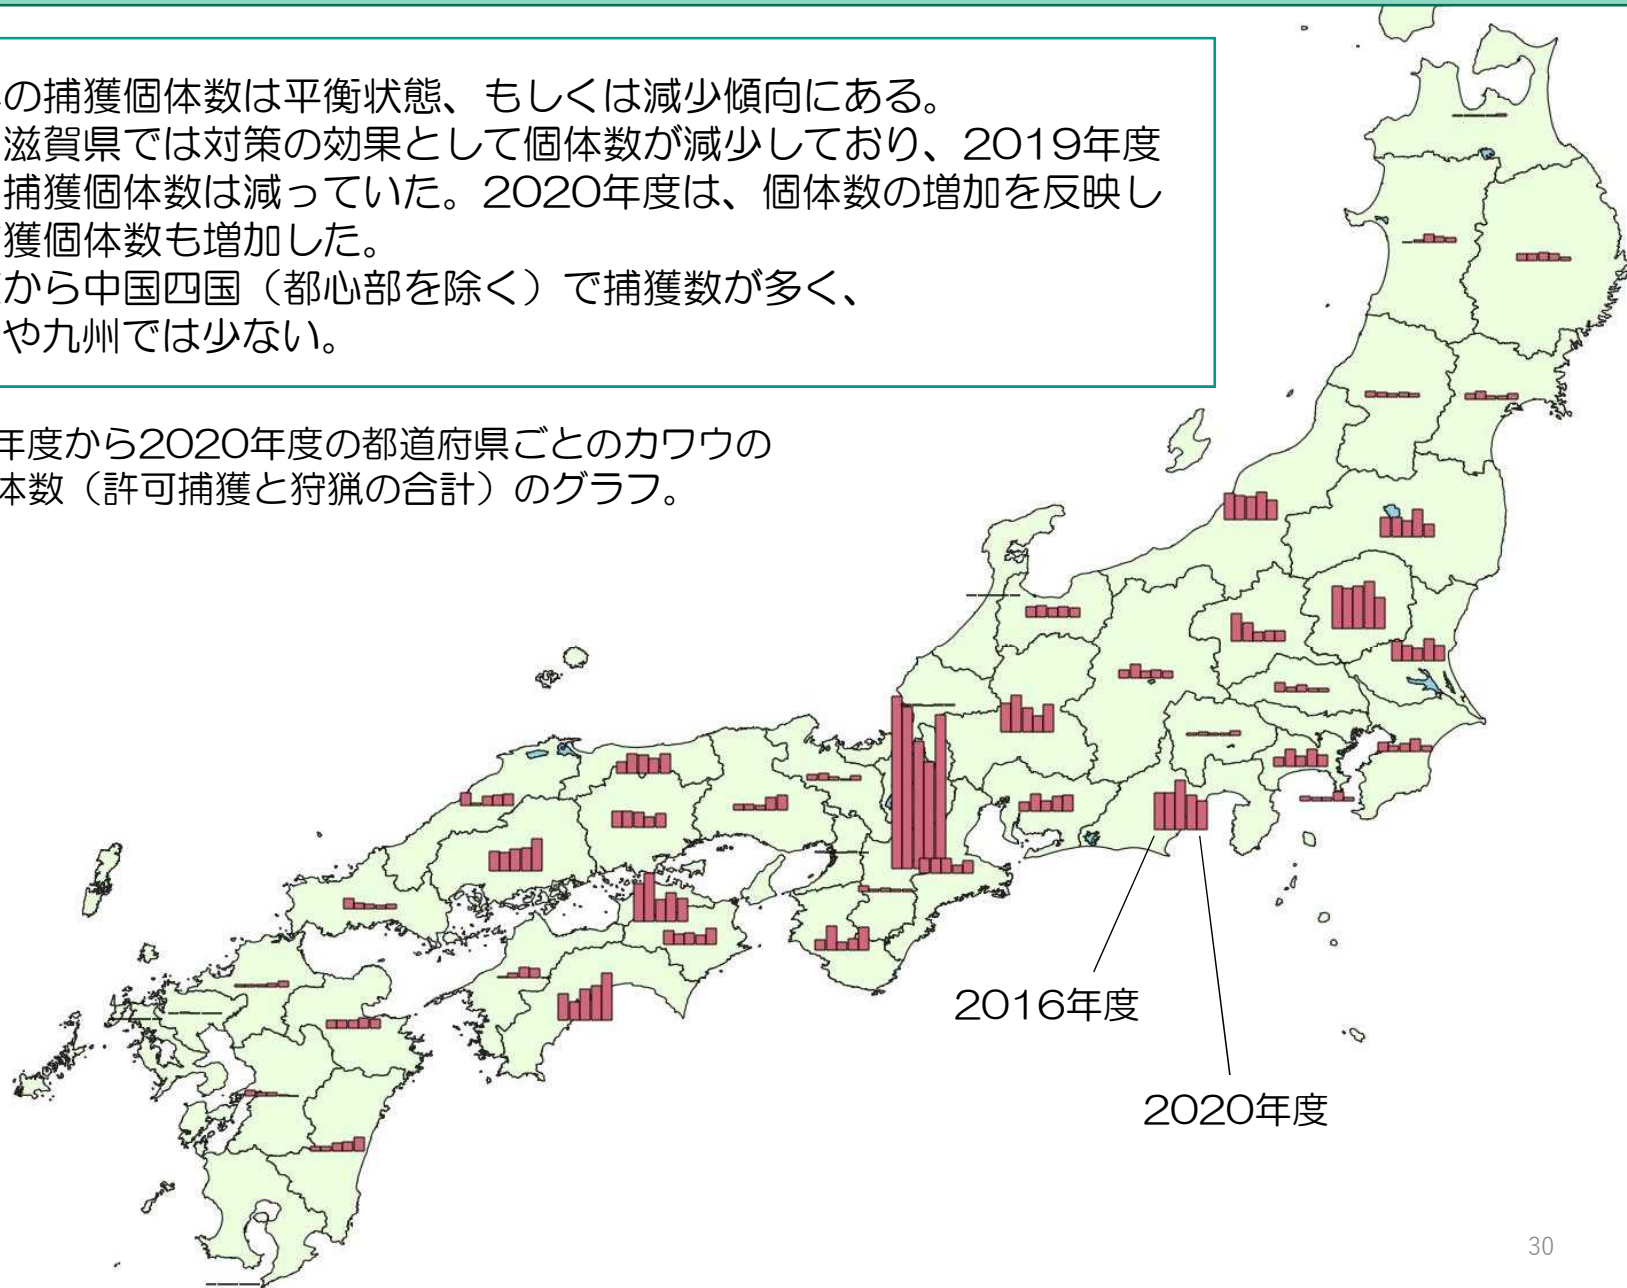 の捕獲個体数は平衡状態、もしくは減少傾向にある。
滋賀県では対策の効果として個体数が減少しており、2019年度
捕獲個体数は減っていた。2020年度は、個体数の増加を反映し
獲個体数も増加した。
から中国四国（都心部を除く）で捕獲数が多く、
や九州では少ない。
年度から2020年度の都道府県ごとのカワウの
体数（許可捕獲と狩猟の合計）のグラフ。
2016年度
2020年度
30